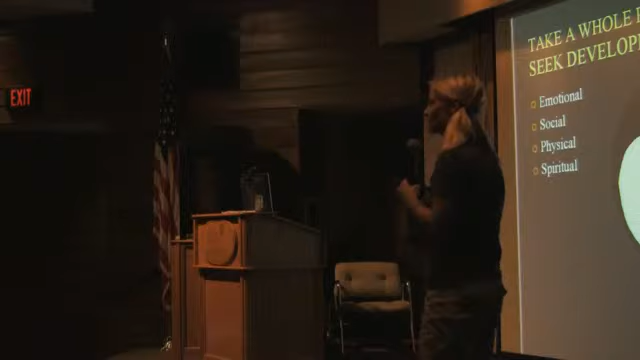 EXIT
TAKE A WHOLE
SEEK DEVELOP
Emotional
Social
Physical
Spiritual